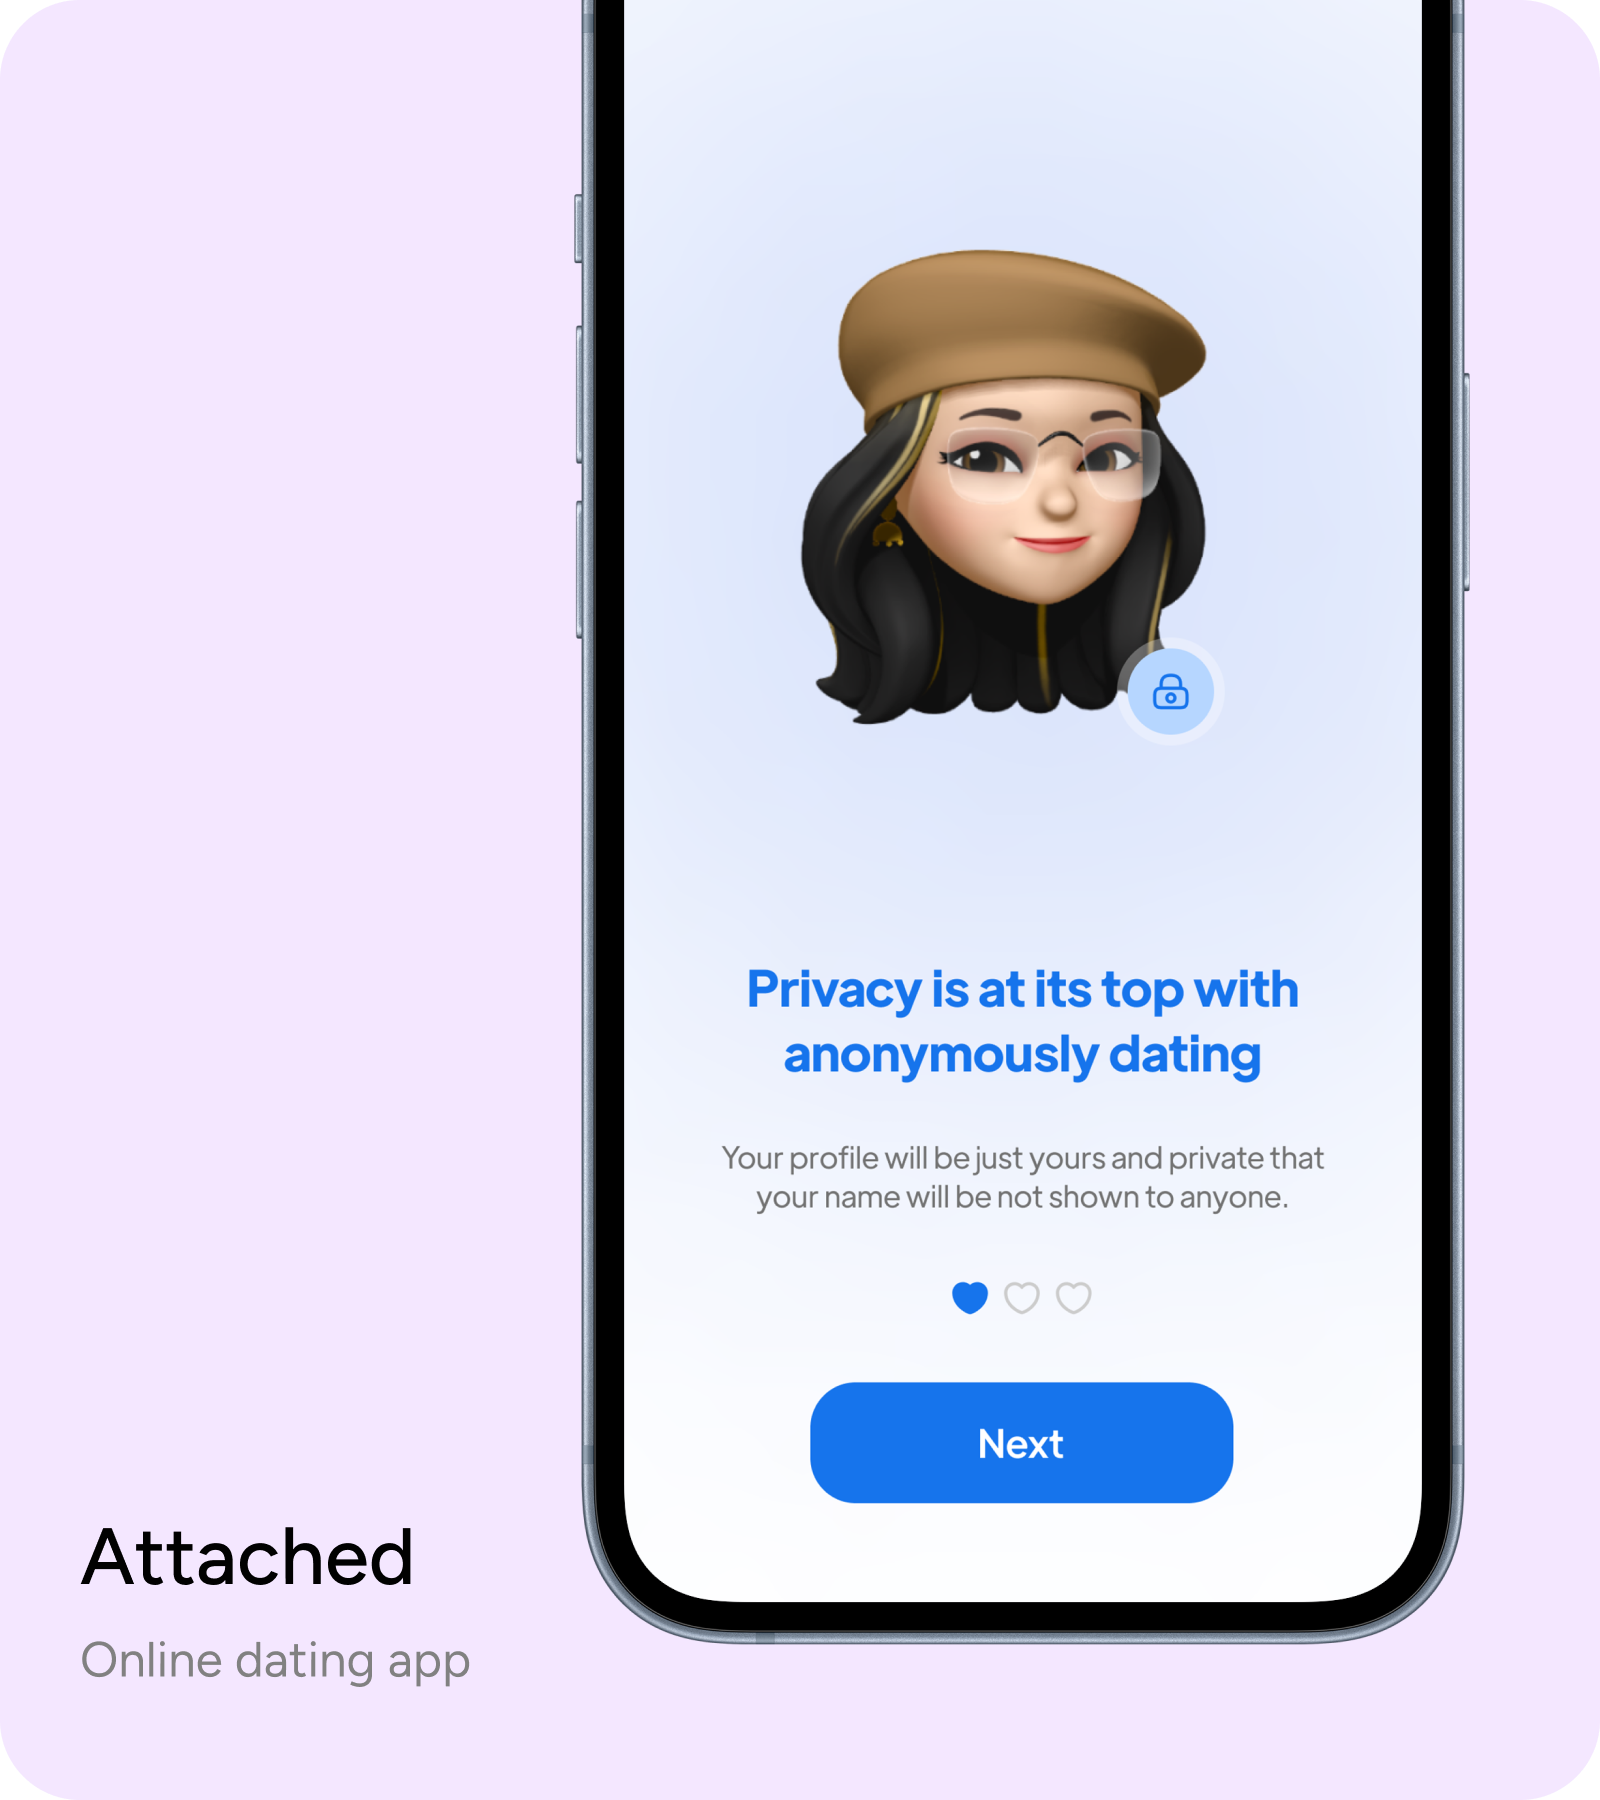 Privacy is at its top with
anonymously dating
Your profile will be just yours and private that
your name will be not shown to anyone.
Next
Attached
Online dating app